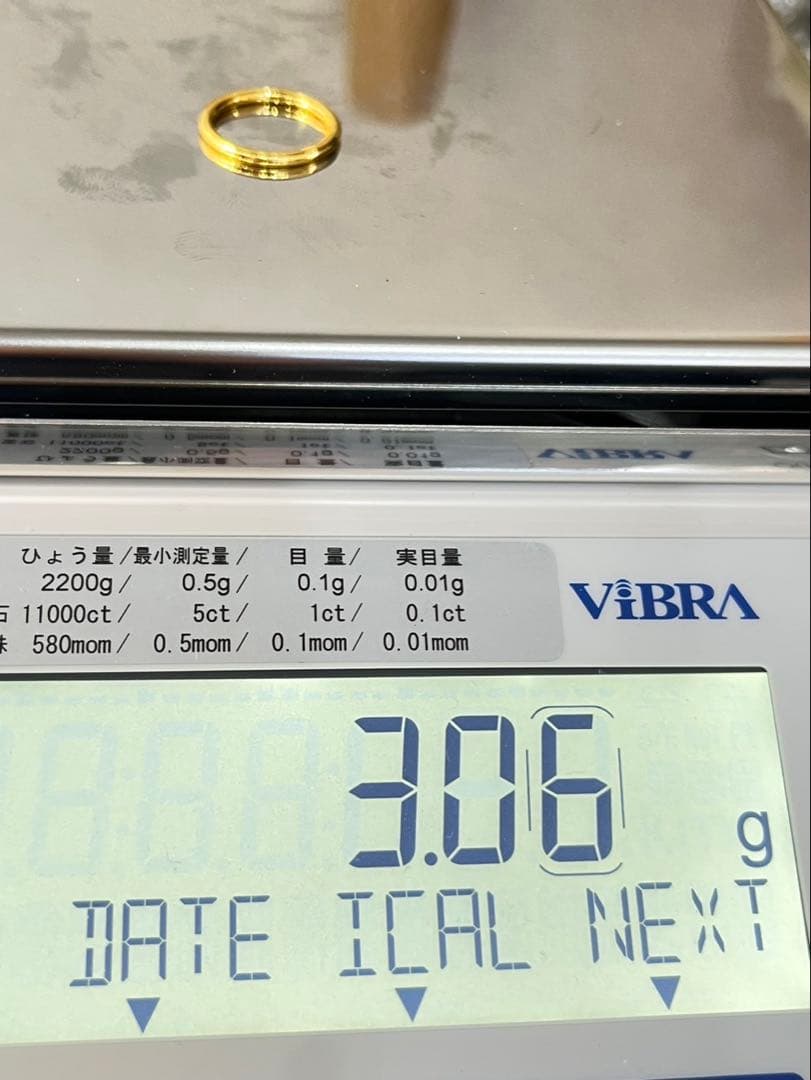 ひょう量/最小測定量/ 目 量/ 実目量
2200g/ 0.5g/ 0.1g/ 0.01g
石 11000ct/ 5ct/ 1ct/ 0.1ct
580mom/ 0.5mom/ 0.1mom/ 0.01mom
ViBRA
3.06 g
DATE ICAL NEXT